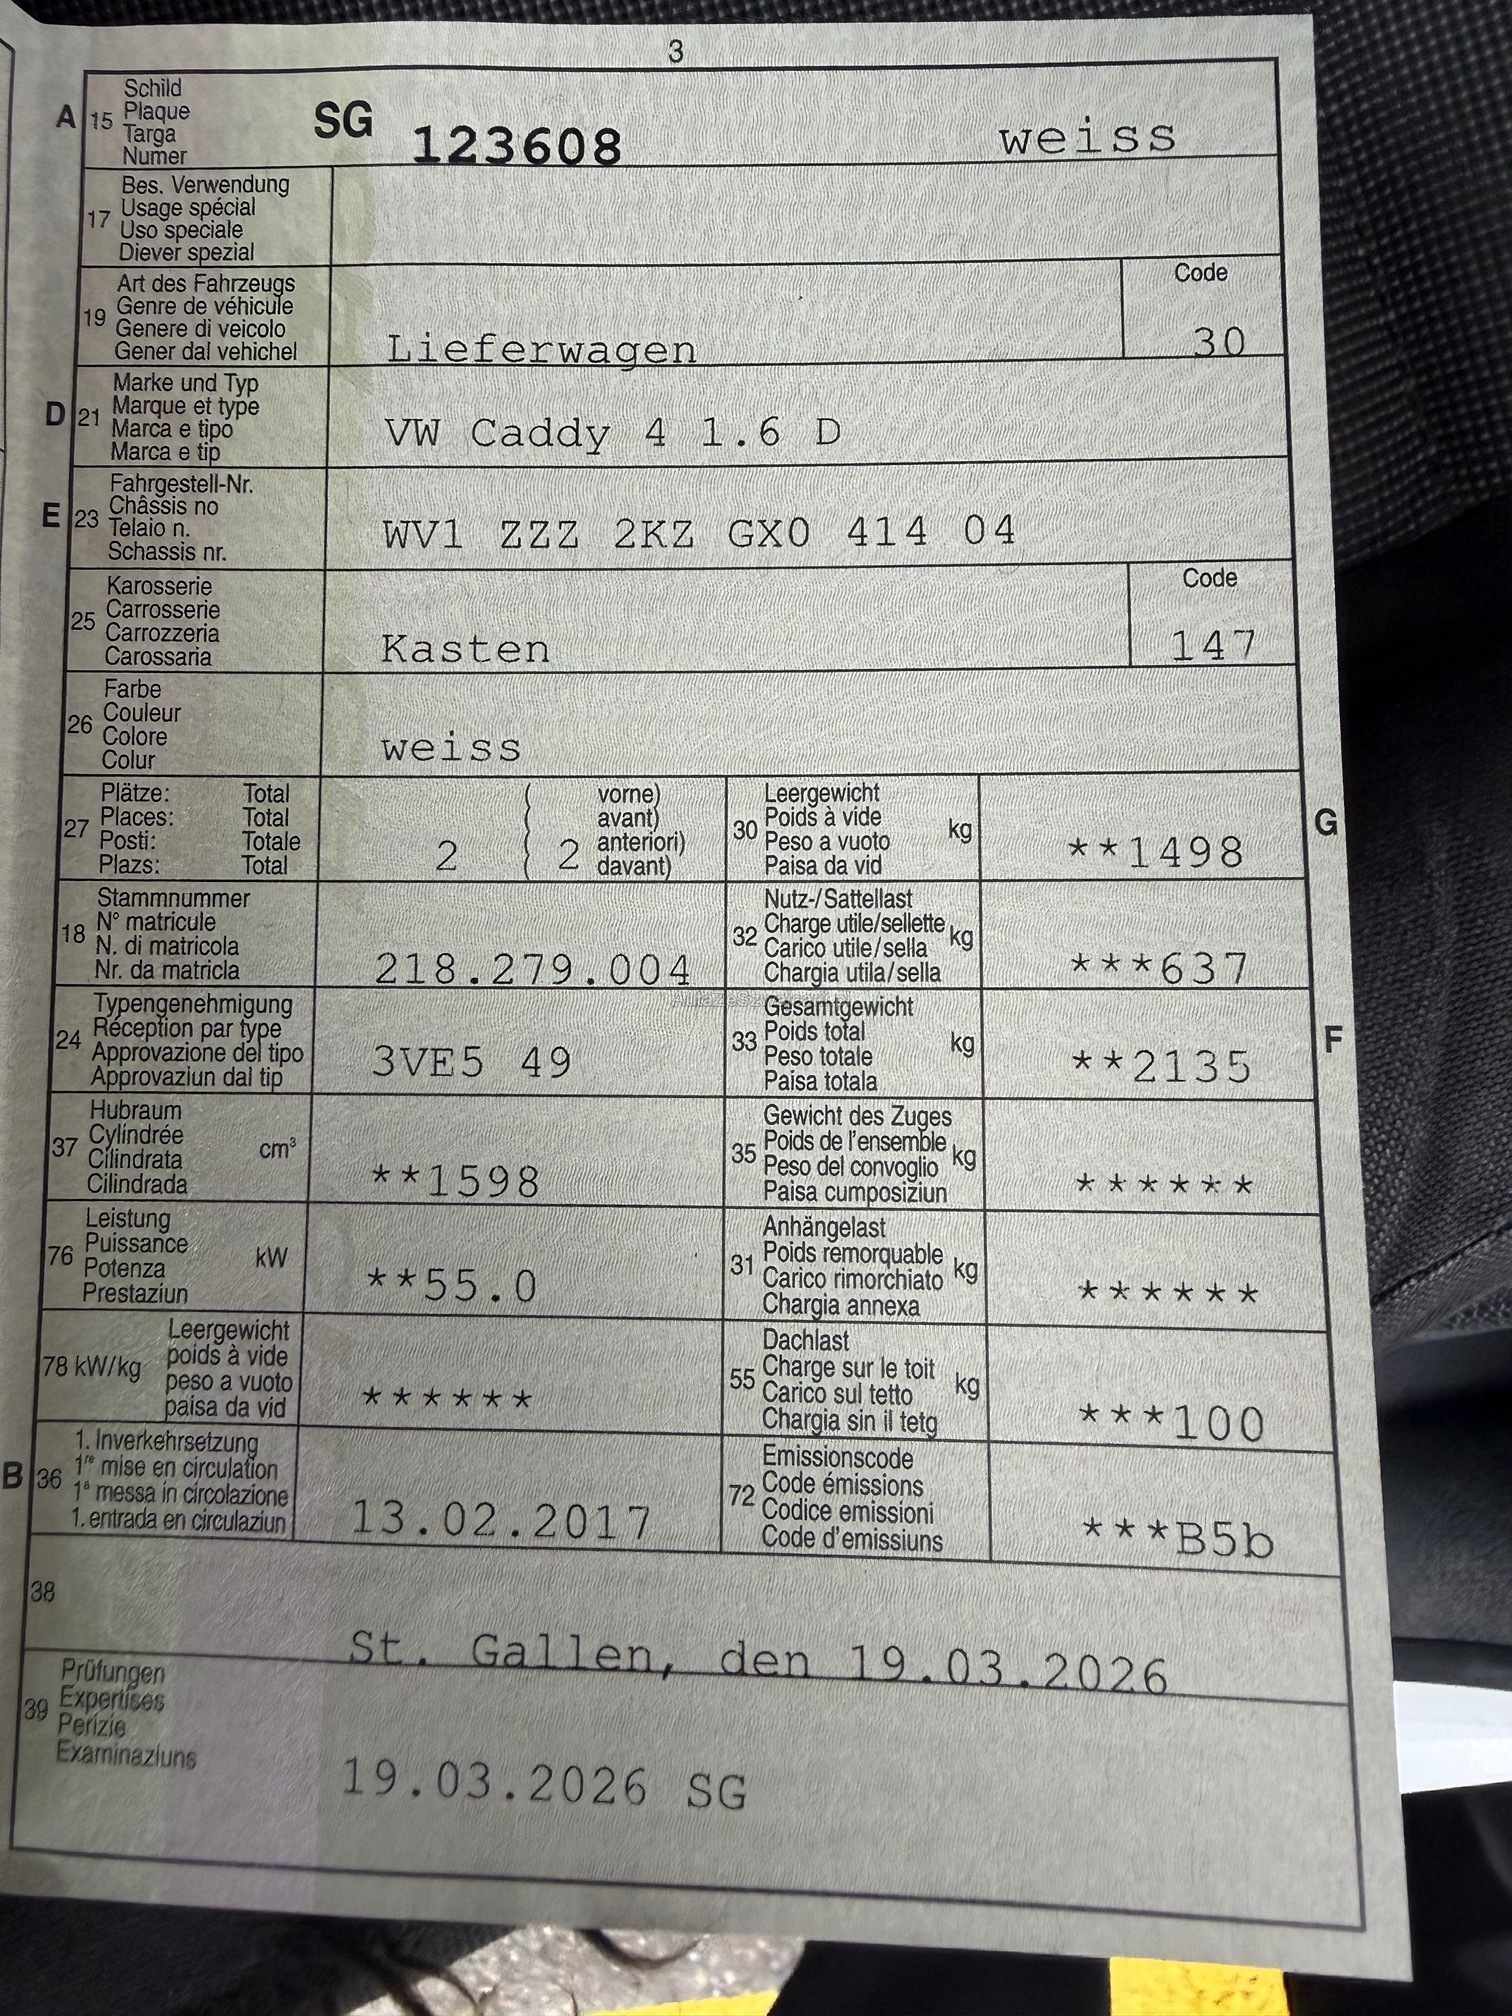 3
A 15 Schild
Plaque
Targa
Numer
SG 123608 weiss
17 Bes. Verwendung
Usage spécial
Uso speciale
Diever spezial
19 Art des Fahrzeugs
Genre de véhicule
Genere di veicolo
Gener dal vehichel
Lieferwagen
Code
30
D 21 Marke und Typ
Marque et type
Marca e tipo
Marca e tip
VW Caddy 4 1.6 D
E 23 Fahrgestell-Nr.
Châssis no
Telaio n.
Schassis nr.
WV1 ZZZ 2KZ GX0 414 04
25 Karosserie
Carrosserie
Carrozzeria
Carossaria
Kasten
Code
147
26 Farbe
Couleur
Colore
Colur
weiss
27 Plätze: Total
Places: Total
Posti: Totale
Plazs: Total
2 ( 2 vorne)
avant)
anteriori)
davant)
30 Leergewicht
Poids à vide
Peso a vuoto
Paisa da vid
kg
**1498
G
18 Stammnummer
N° matricule
N. di matricola
Nr. da matricla
218.279.004
32 Nutz-/Sattellast
Charge utile/sellette
Carico utile/sella
Chargia utila/sella
kg
***637
24 Typengenehmigung
Réception par type
Approvazione del tipo
Approvaziun dal tip
3VE5 49
33 Gesamtgewicht
Poids total
Peso totale
Paisa totala
kg
**2135
F
37 Hubraum
Cylindrée
Cilindrata
Cilindrada
cm³
**1598
35 Gewicht des Zuges
Poids de l'ensemble
Peso del convoglio
Paisa cumposiziun
kg
******
76 Leistung
Puissance
Potenza
Prestaziun
kW
**55.0
31 Anhängelast
Poids remorquable
Carico rimorchiato
Chargia annexa
kg
******
78 kW/kg Leergewicht
poids à vide
peso a vuoto
paisa da vid
******
55 Dachlast
Charge sur le toit
Carico sul tetto
Chargia sin il tetg
kg
***100
B 36 1. Inverkehrsetzung
1re mise en circulation
1a messa in circolazione
1. entrada en circulaziun
13.02.2017
72 Emissionscode
Code émissions
Codice emissioni
Code d'emissiuns
***B5b
38
St. Gallen, den 19.03.2026
39 Prüfungen
Expertises
Perizie
Examinaziuns
19.03.2026 SG